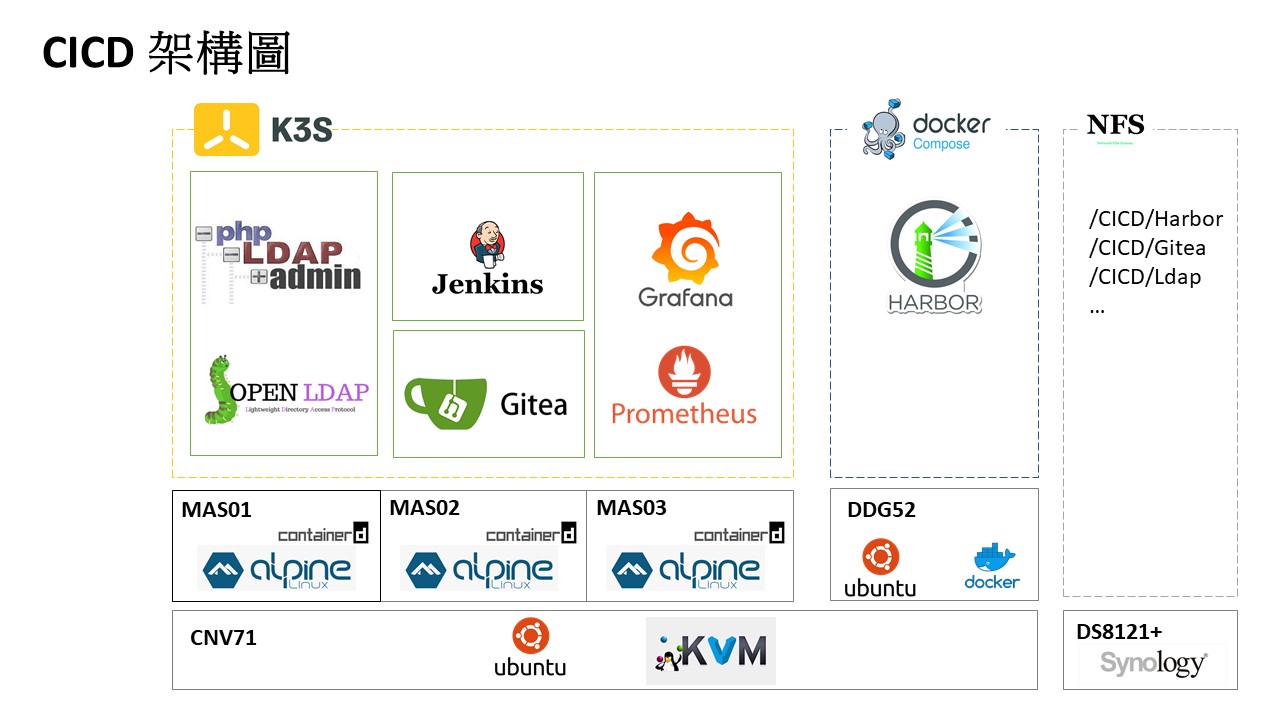 CICD 架構圖
K3S
docker
Compose
NFS
php
LDAP
admin
Jenkins
Grafana
HARBOR
/CICD/Harbor
/CICD/Gitea
/CICD/Ldap
...
OPEN LDAP
Lightweight Directory Access Protocol
Gitea
Prometheus
MAS01
containerd
alpine
Linux
MAS02
containerd
alpine
Linux
MAS03
containerd
alpine
Linux
DDG52
ubuntu
docker
CNV71
ubuntu
KVM
DS8121+
Synology